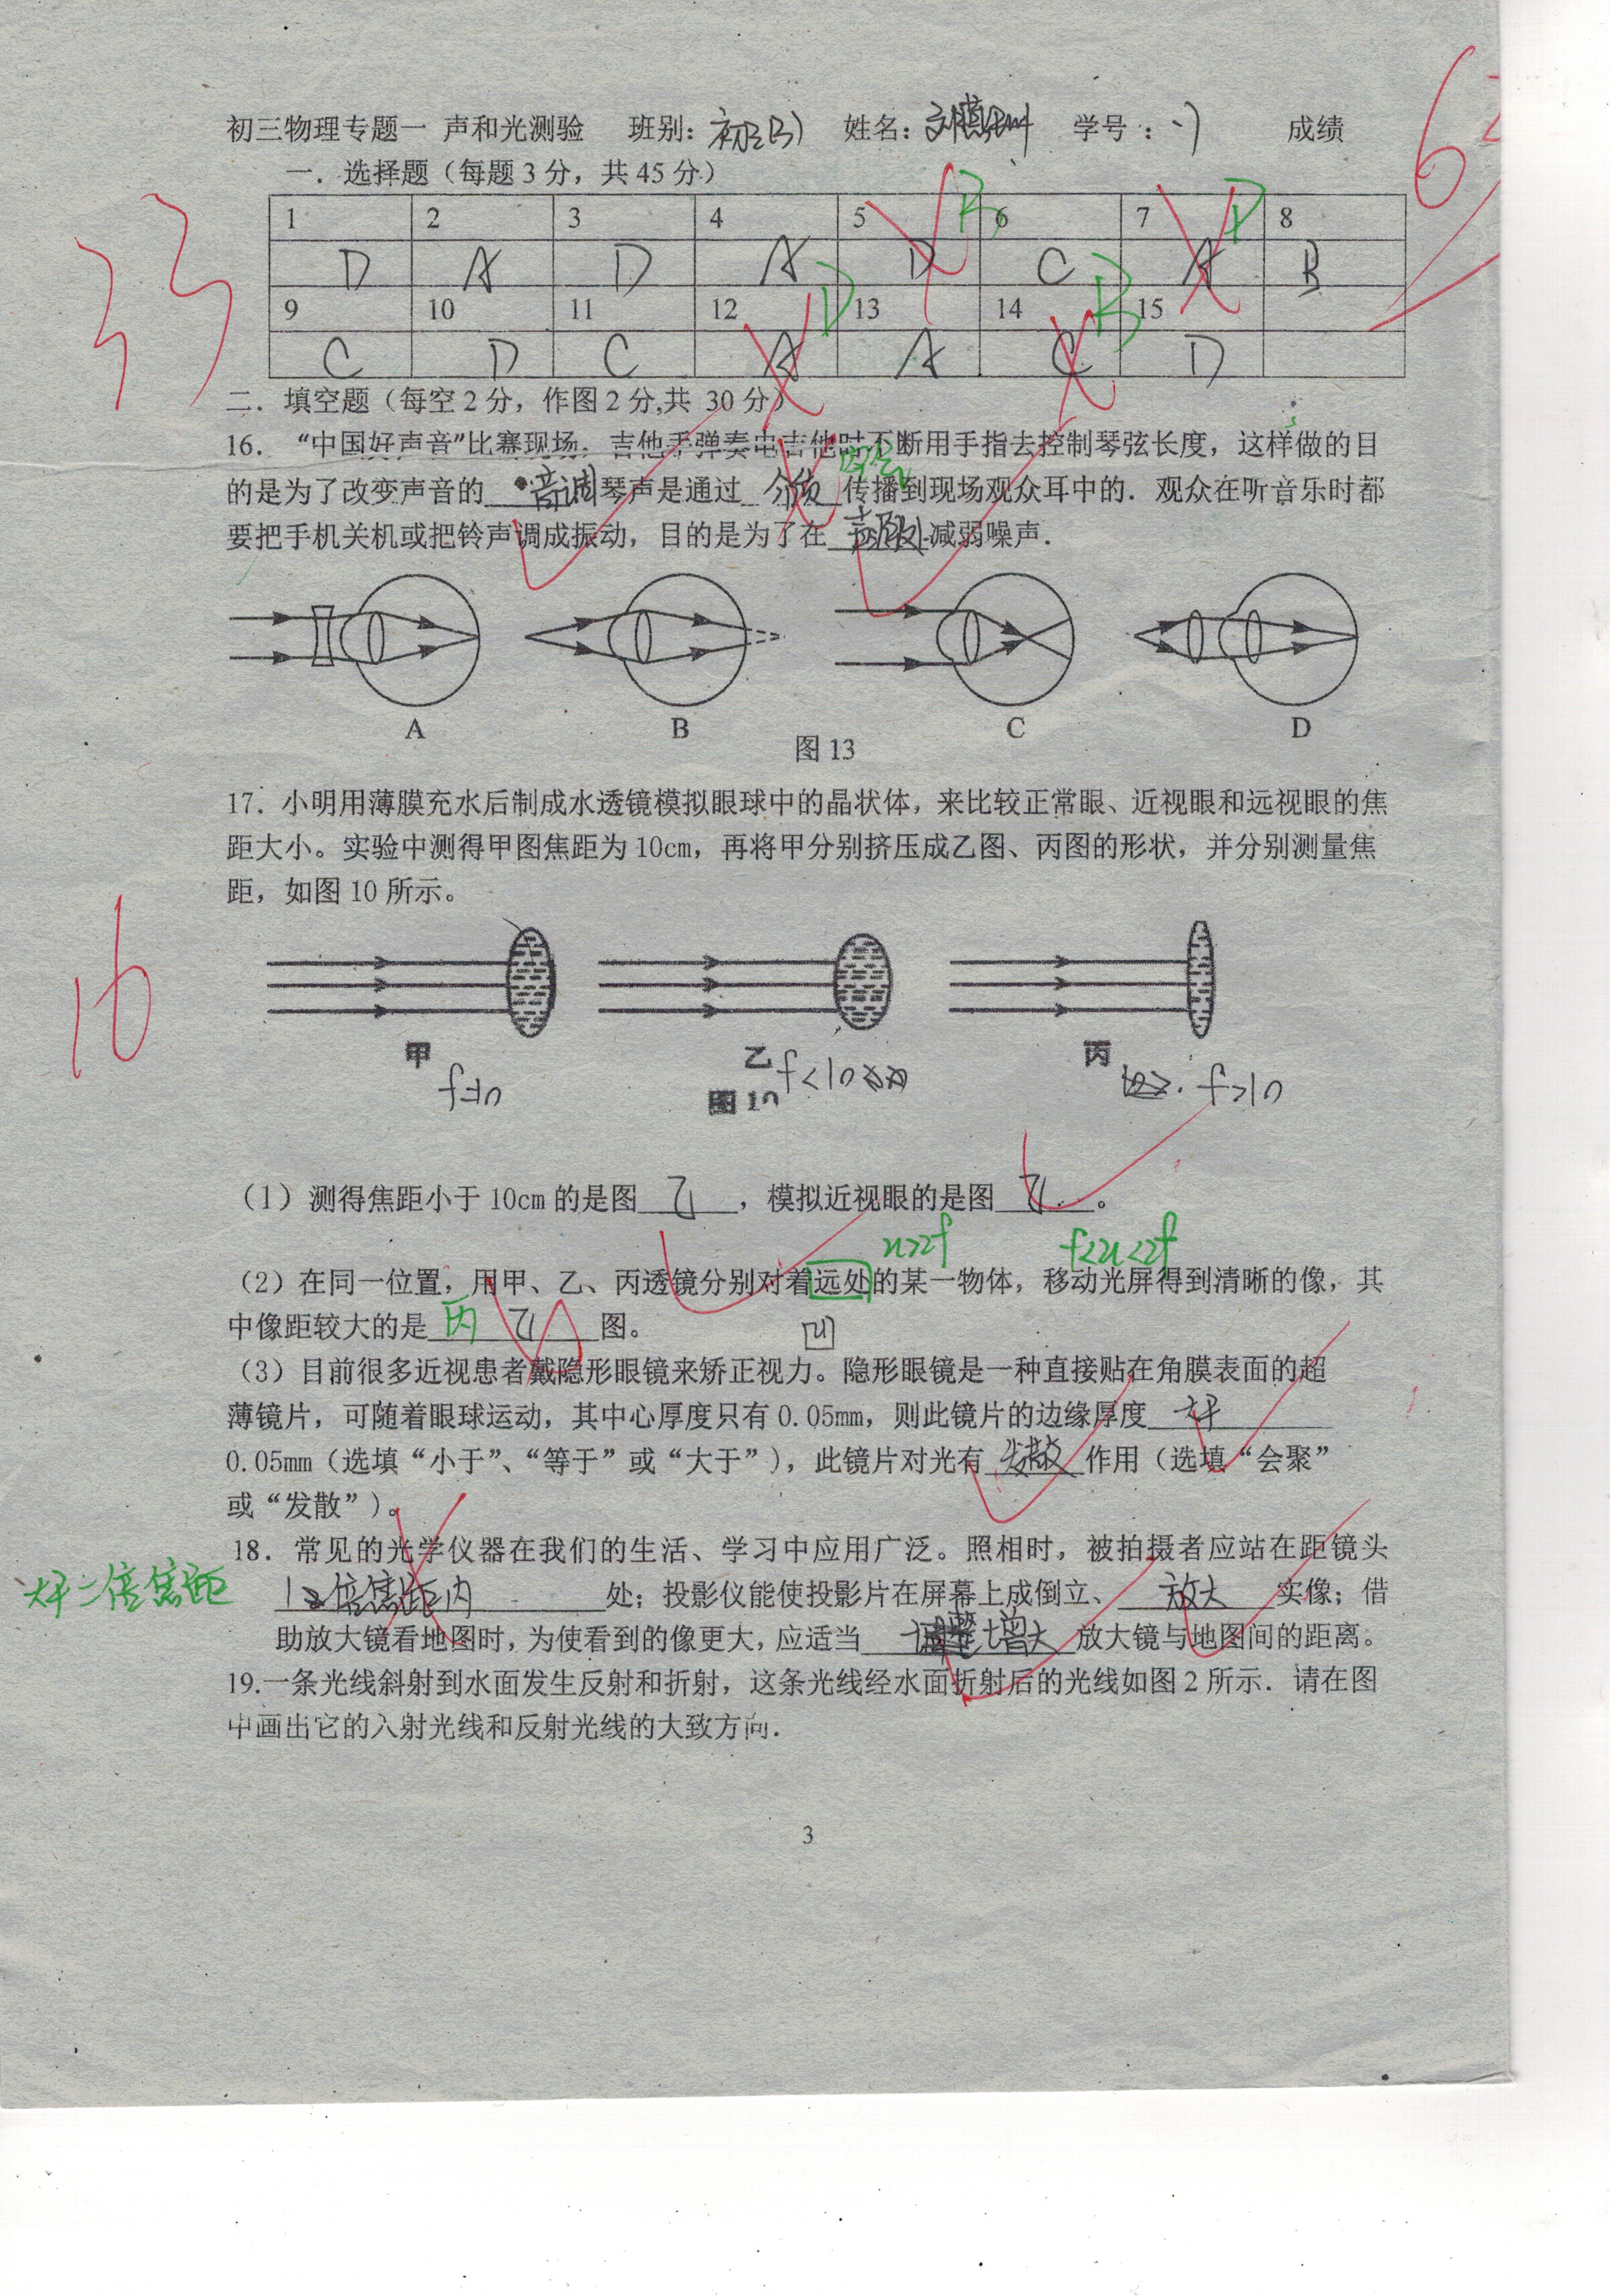 初三物理专题一 声和光测验 班别: 姓名: 学号: 成绩
一. 选择题（每题3分，共45分）
33
1 2 3 4 5 B 6 7 D 8
D A D A D C A B
9 10 11 12 D 13 14 B 15
C D C A A C D
二. 填空题（每空2分，作图2分,共 30分）
16. “中国好声音”比赛现场，吉他手弹奏电吉他时不断用手指去控制琴弦长度，这样做的目
的是为了改变声音的 音调 琴声是通过 介质 空气 传播到现场观众耳中的. 观众在听音乐时都
要把手机关机或把铃声调成振动，目的是为了在 声源处 减弱噪声.
A B C D
图 13
17. 小明用薄膜充水后制成水透镜模拟眼球中的晶状体，来比较正常眼、近视眼和远视眼的焦
距大小。实验中测得甲图焦距为10cm，再将甲分别挤压成乙图、丙图的形状，并分别测量焦
距，如图 10 所示。
16
甲 乙 丙
f=10 f<10 f>10
图 10
（1）测得焦距小于 10cm 的是图 乙 ，模拟近视眼的是图 乙 。
u>2f f<u<2f
（2）在同一位置，用甲、乙、丙透镜分别对着远处的某一物体，移动光屏得到清晰的像，其
中像距较大的是 丙 乙 图。
凹
（3）目前很多近视患者戴隐形眼镜来矫正视力。隐形眼镜是一种直接贴在角膜表面的超
薄镜片，可随着眼球运动，其中心厚度只有 0.05mm，则此镜片的边缘厚度 大于
0.05mm（选填“小于”、“等于”或“大于”），此镜片对光有 发散 作用（选填“会聚”
或“发散”）。
18. 常见的光学仪器在我们的生活、学习中应用广泛。照相时，被拍摄者应站在距镜头
大于二倍焦距 倍焦距内 处；投影仪能使投影片在屏幕上成倒立、 放大 实像；借
助放大镜看地图时，为使看到的像更大，应适当 增大 放大镜与地图间的距离。
19.一条光线斜射到水面发生反射和折射，这条光线经水面折射后的光线如图 2 所示. 请在图
中画出它的入射光线和反射光线的大致方向.
3